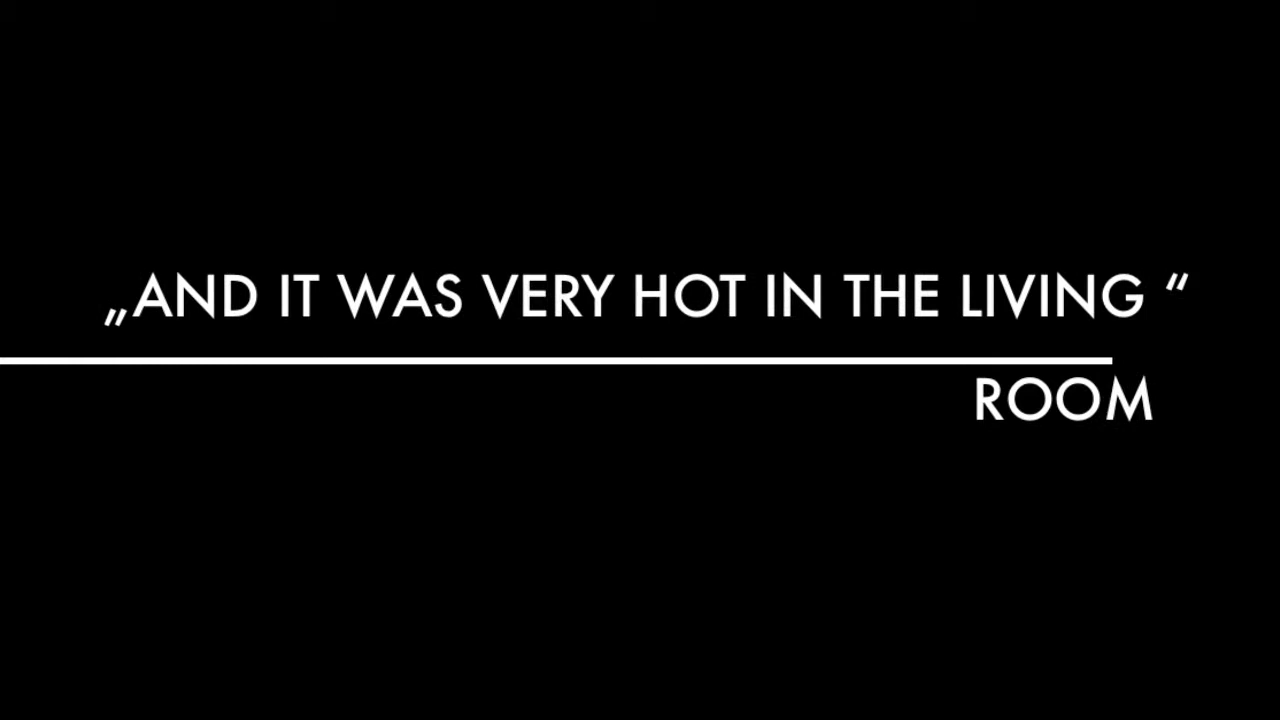 „AND IT WAS VERY HOT IN THE LIVING “
ROOM